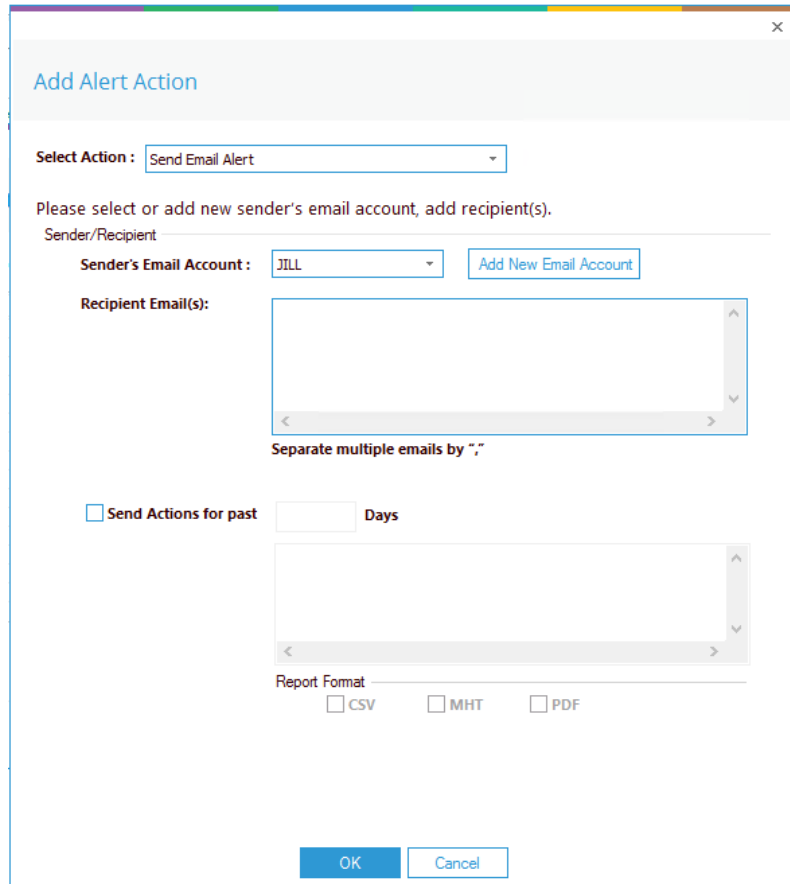 Add Alert Action
Select Action : Send Email Alert
Please select or add new sender's email account, add recipient(s).
Sender/Recipient
Sender's Email Account : JILL Add New Email Account
Recipient Email(s):
Separate multiple emails by “,”
Send Actions for past Days
Report Format
CSV MHT PDF
OK Cancel